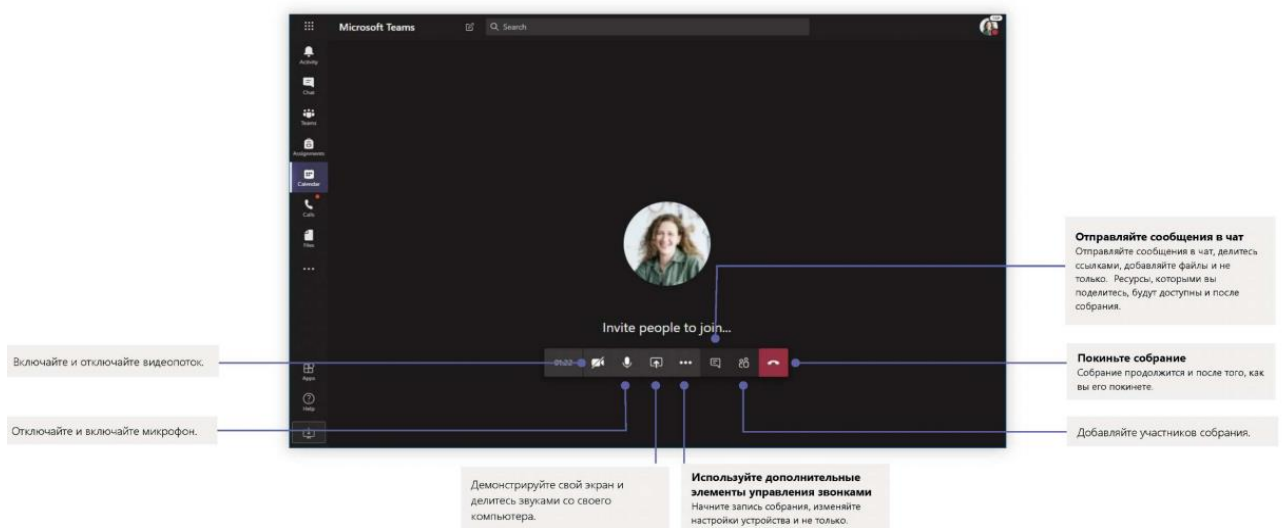 Microsoft Teams
Search
Activity
Chat
Teams
Assignments
Calendar
Calls
Files
Invite people to join...
01:22
Apps
Help
Отправляйте сообщения в чат
Отправляйте сообщения в чат, делитесь
ссылками, добавляйте файлы и не
только. Ресурсы, которыми вы
поделитесь, будут доступны и после
собрания.
Включайте и отключайте видеопоток.
Покиньте собрание
Собрание продолжится и после того, как
вы его покинете.
Отключайте и включайте микрофон.
Добавляйте участников собрания.
Демонстрируйте свой экран и
делитесь звуками со своего
компьютера.
Используйте дополнительные
элементы управления звонками
Начните запись собрания, изменяйте
настройки устройства и не только.